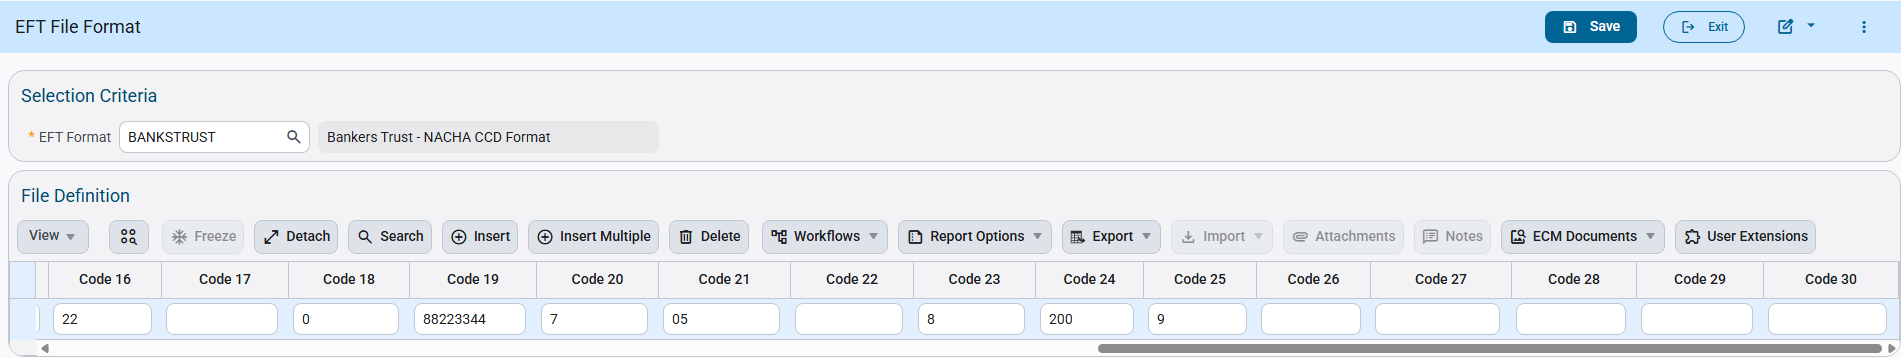 EFT File Format
Save
Exit
Selection Criteria
* EFT Format
BANKSTRUST
Bankers Trust - NACHA CCD Format
File Definition
View
Freeze
Detach
Search
Insert
Insert Multiple
Delete
Workflows
Report Options
Export
Import
Attachments
Notes
ECM Documents
User Extensions
Code 16 Code 17 Code 18 Code 19 Code 20 Code 21 Code 22 Code 23 Code 24 Code 25 Code 26 Code 27 Code 28 Code 29 Code 30
22 0 88223344 7 05 8 200 9